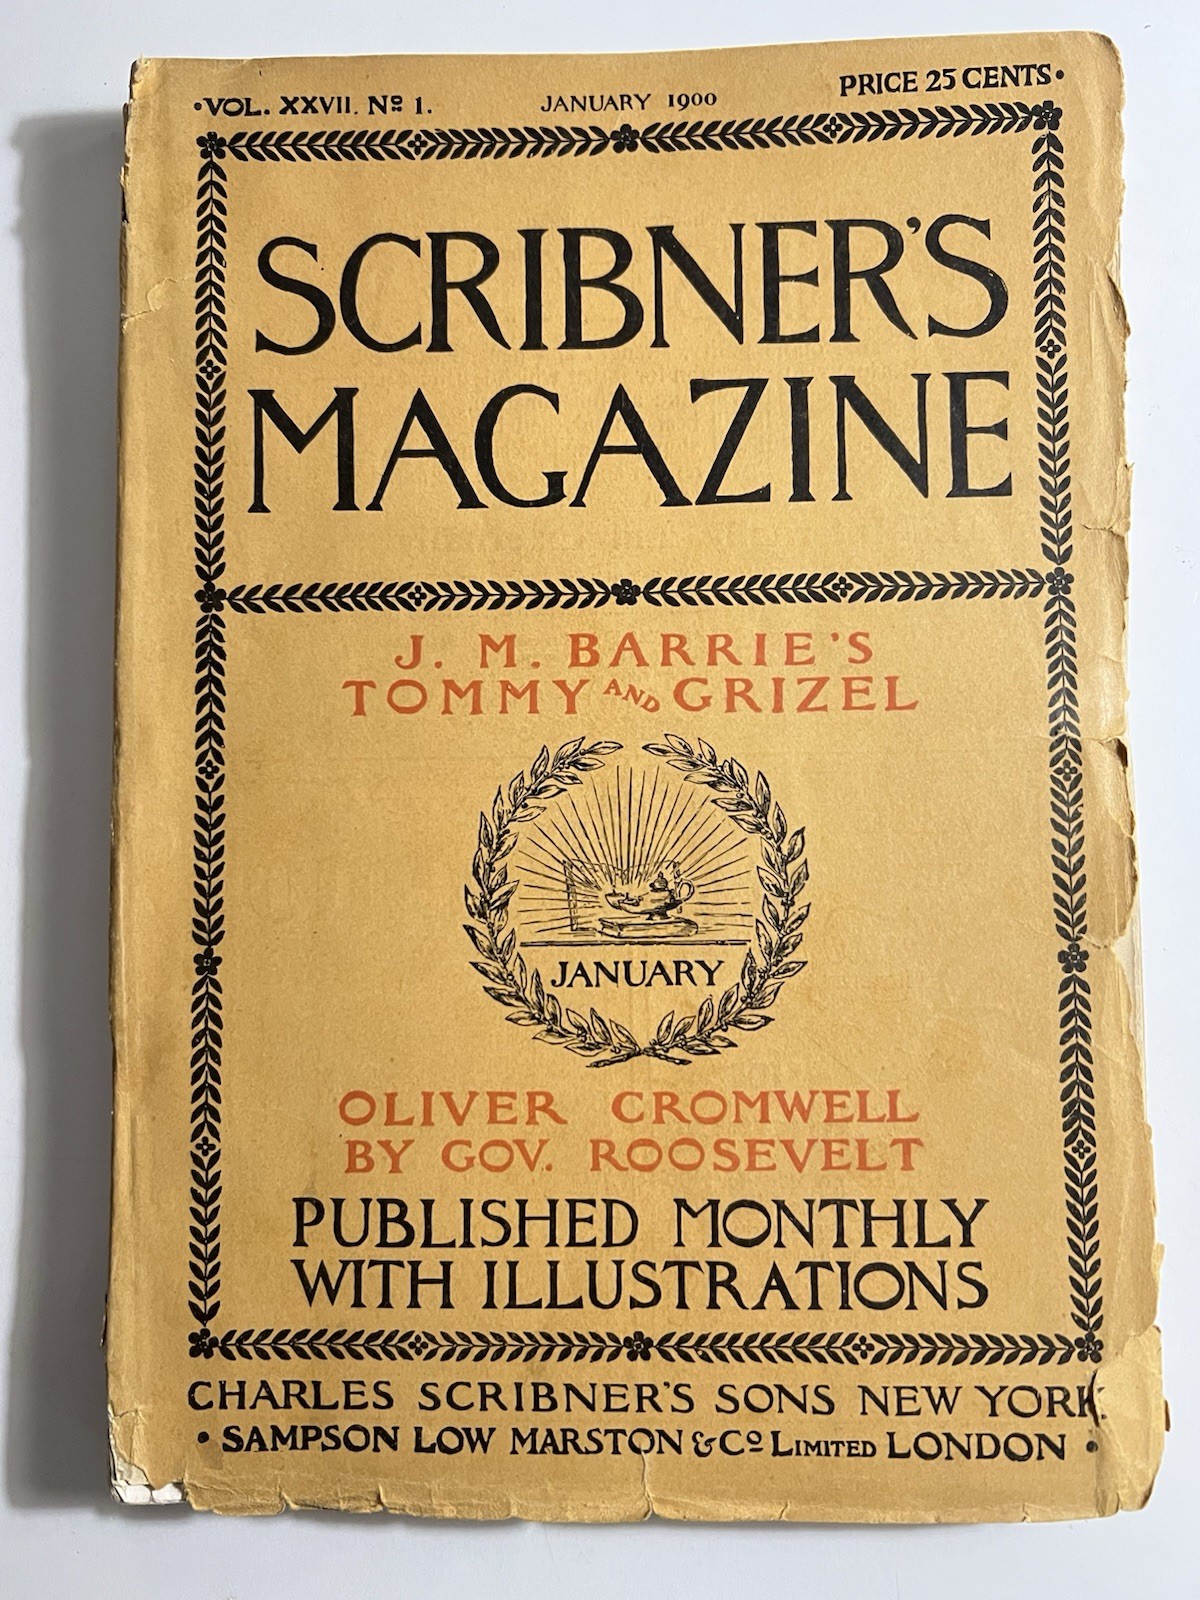 •VOL. XXVII. Nº 1. JANUARY 1900 PRICE 25 CENTS•
SCRIBNER'S
MAGAZINE
J. M. BARRIE'S
TOMMY AND GRIZEL
JANUARY
OLIVER CROMWELL
BY GOV. ROOSEVELT
PUBLISHED MONTHLY
WITH ILLUSTRATIONS
CHARLES SCRIBNER'S SONS NEW YORK
• SAMPSON LOW MARSTON & Cº LIMITED LONDON •